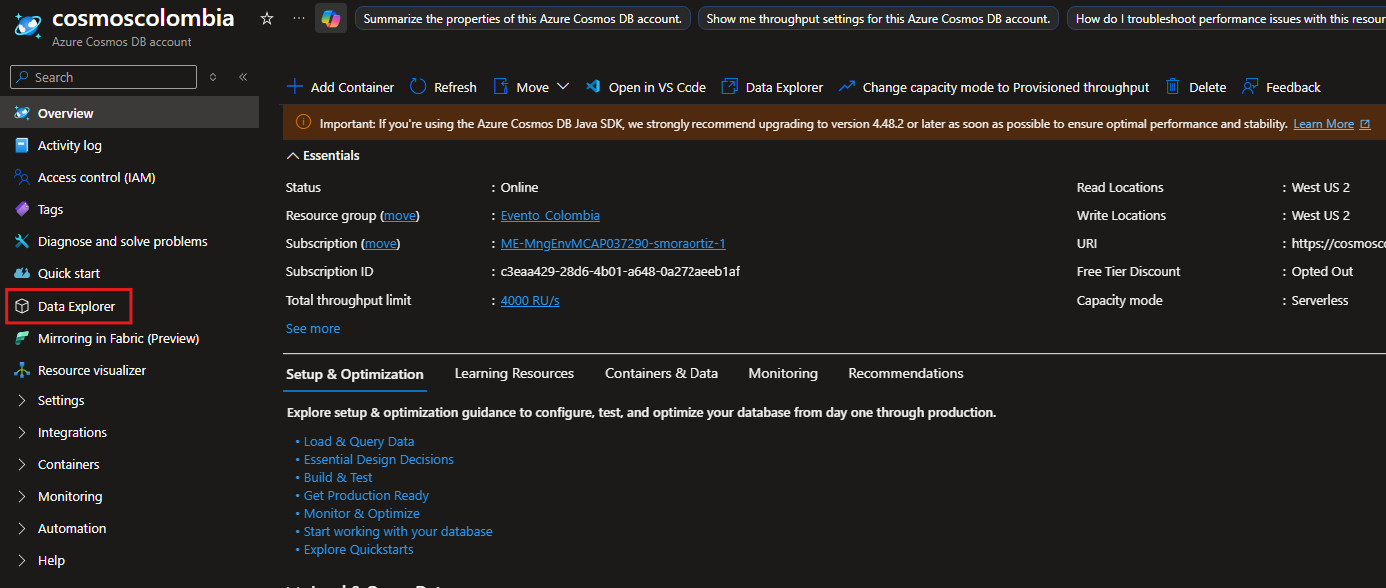 cosmoscolombia
Azure Cosmos DB account
Summarize the properties of this Azure Cosmos DB account.
Show me throughput settings for this Azure Cosmos DB account.
How do I troubleshoot performance issues with this resour
Search
Overview
Activity log
Access control (IAM)
Tags
Diagnose and solve problems
Quick start
Data Explorer
Mirroring in Fabric (Preview)
Resource visualizer
Settings
Integrations
Containers
Monitoring
Automation
Help
Add Container Refresh Move Open in VS Code Data Explorer Change capacity mode to Provisioned throughput Delete Feedback
Important: If you're using the Azure Cosmos DB Java SDK, we strongly recommend upgrading to version 4.48.2 or later as soon as possible to ensure optimal performance and stability. Learn More
Essentials
Status : Online
Resource group (move) : Evento_Colombia
Subscription (move) : ME-MngEnvMCAP037290-smoraortiz-1
Subscription ID : c3eaa429-28d6-4b01-a648-0a272aeeb1af
Total throughput limit : 4000 RU/s
See more
Read Locations : West US 2
Write Locations : West US 2
URI : https://cosmosc
Free Tier Discount : Opted Out
Capacity mode : Serverless
Setup & Optimization Learning Resources Containers & Data Monitoring Recommendations
Explore setup & optimization guidance to configure, test, and optimize your database from day one through production.
• Load & Query Data
• Essential Design Decisions
• Build & Test
• Get Production Ready
• Monitor & Optimize
• Start working with your database
• Explore Quickstarts